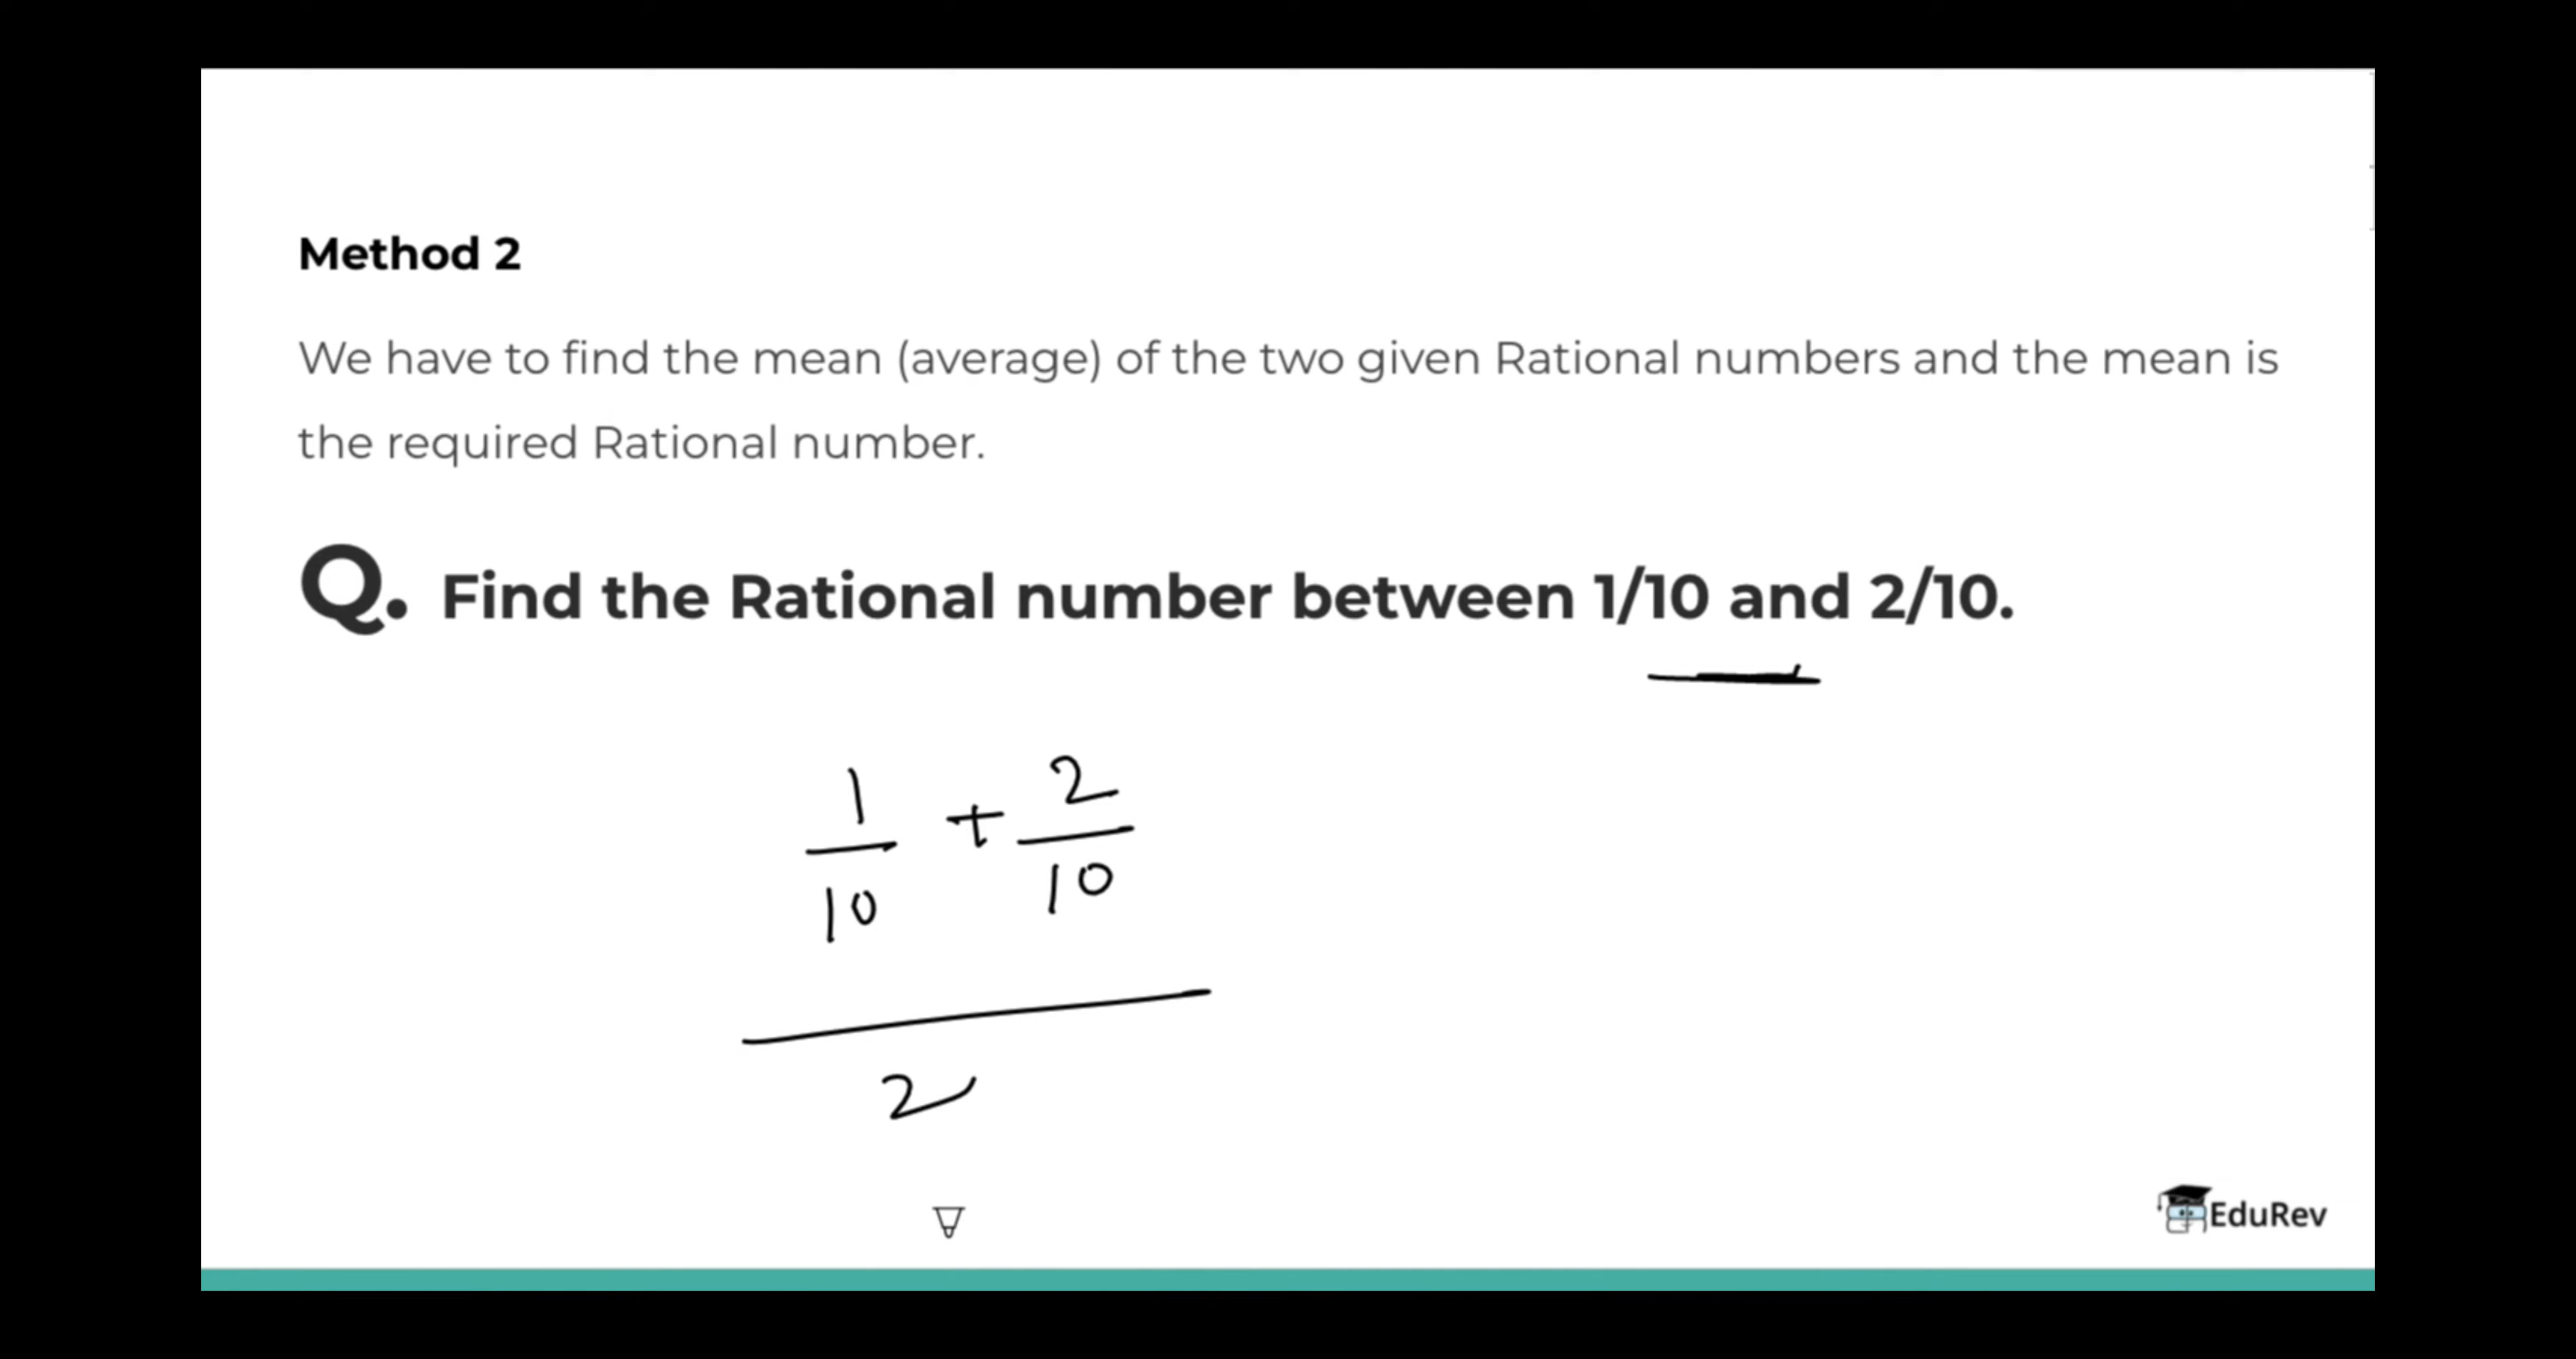 Method 2
We have to find the mean (average) of the two given Rational numbers and the mean is
the required Rational number.
Q. Find the Rational number between 1/10 and 2/10.
1/10 + 2/10
2
EduRev